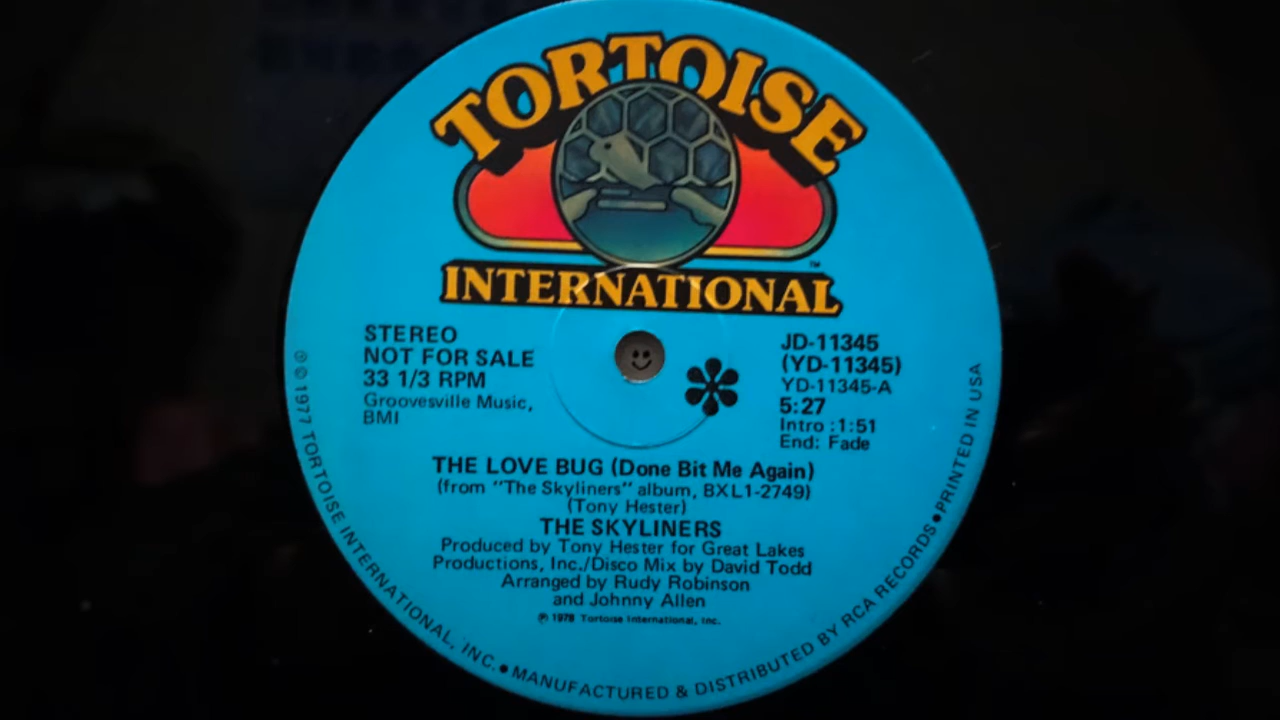 TORTOISE
INTERNATIONAL
TM
STEREO
NOT FOR SALE
33 1/3 RPM
Groovesville Music,
BMI
JD-11345
(YD-11345)
YD-11345-A
5:27
Intro :1:51
End: Fade
THE LOVE BUG (Done Bit Me Again)
(from "The Skyliners" album, BXL1-2749)
(Tony Hester)
THE SKYLINERS
Produced by Tony Hester for Great Lakes
Productions, Inc./Disco Mix by David Todd
Arranged by Rudy Robinson
and Johnny Allen
℗ 1978 Tortoise International, Inc.
℗ © 1977 TORTOISE INTERNATIONAL, INC. ● MANUFACTURED & DISTRIBUTED BY RCA RECORDS ● PRINTED IN USA